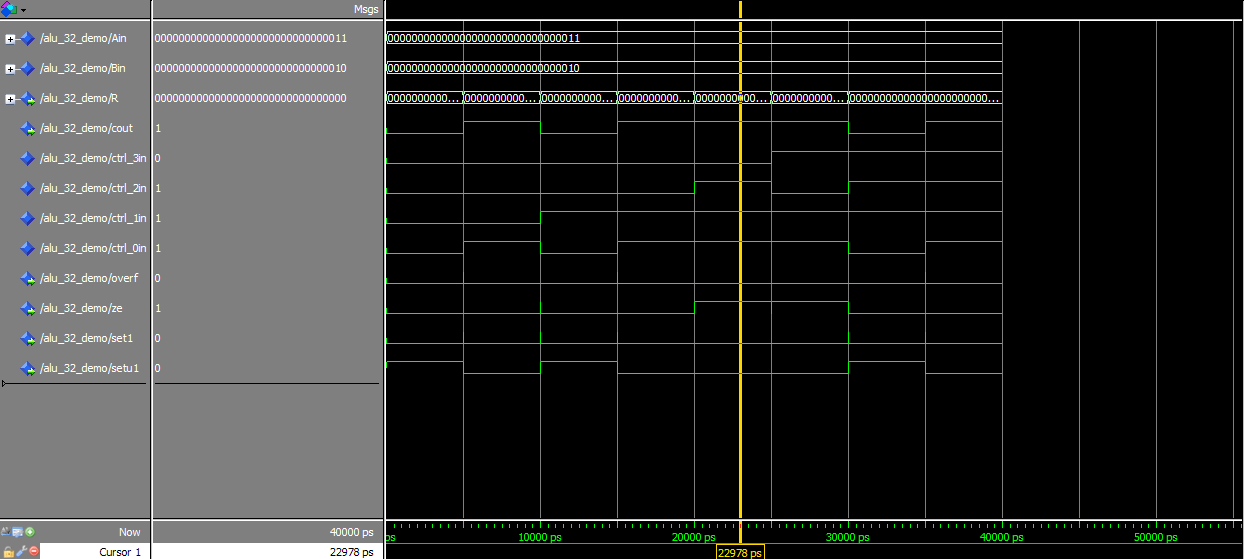 Msgs
/alu_32_demo/Ain 00000000000000000000000000000011 00000000000000000000000000000011
/alu_32_demo/Bin 00000000000000000000000000000010 00000000000000000000000000000010
/alu_32_demo/R 00000000000000000000000000000000 0000000000... 0000000000... 0000000000... 0000000000... 0000000000... 0000000000... 00000000000000000000...
/alu_32_demo/cout 1
/alu_32_demo/ctrl_3in 0
/alu_32_demo/ctrl_2in 1
/alu_32_demo/ctrl_1in 1
/alu_32_demo/ctrl_0in 1
/alu_32_demo/overf 0
/alu_32_demo/ze 1
/alu_32_demo/set1 0
/alu_32_demo/setu1 0
Now 40000 ps ps 10000 ps 20000 ps 30000 ps 40000 ps 50000 ps
Cursor 1 22978 ps 22978 ps